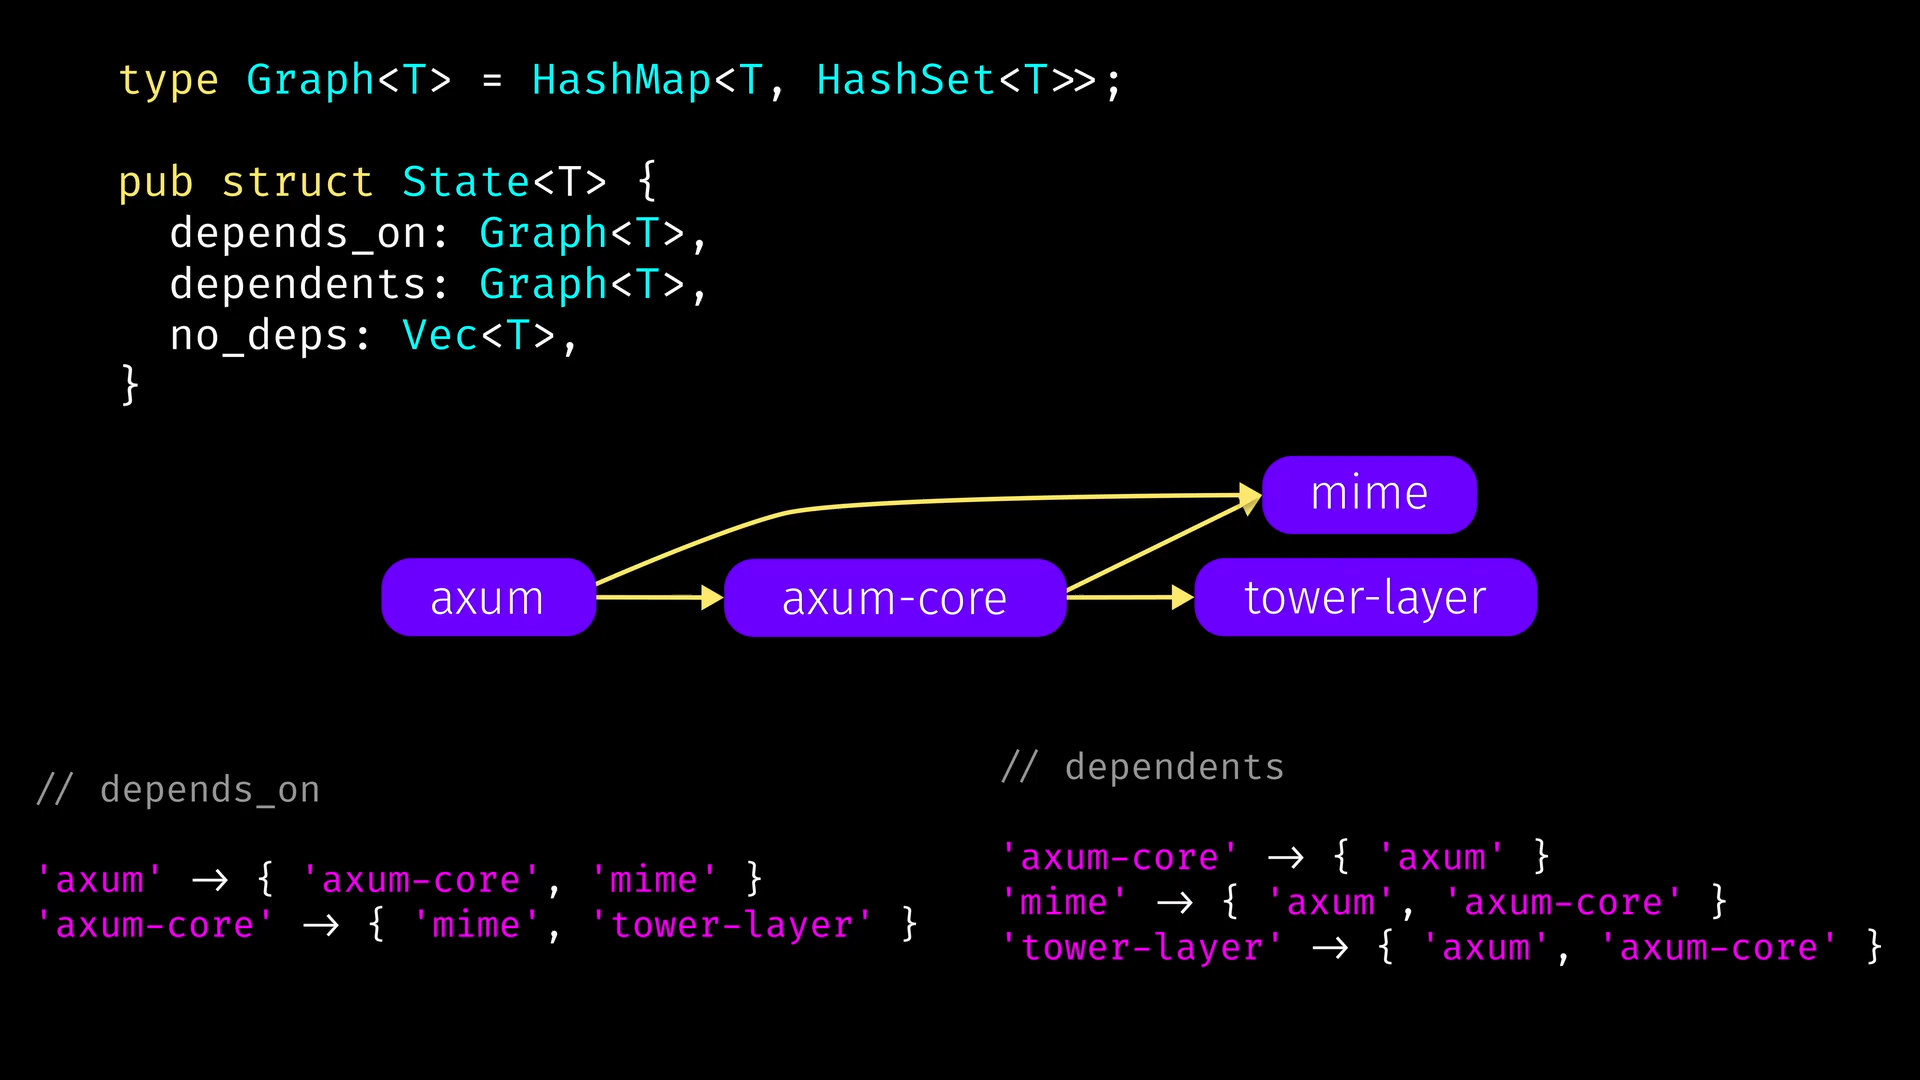 type Graph<T> = HashMap<T, HashSet<T>>;
pub struct State<T> {
depends_on: Graph<T>,
dependents: Graph<T>,
no_deps: Vec<T>,
}
mime
axum
axum-core
tower-layer
// depends_on
'axum' -> { 'axum-core', 'mime' }
'axum-core' -> { 'mime', 'tower-layer' }
// dependents
'axum-core' -> { 'axum' }
'mime' -> { 'axum', 'axum-core' }
'tower-layer' -> { 'axum', 'axum-core' }